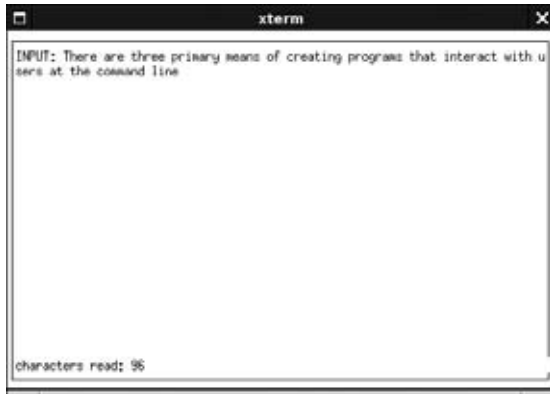 xterm
INPUT: There are three primary means of creating programs that interact with u
sers at the command line
characters read: 96